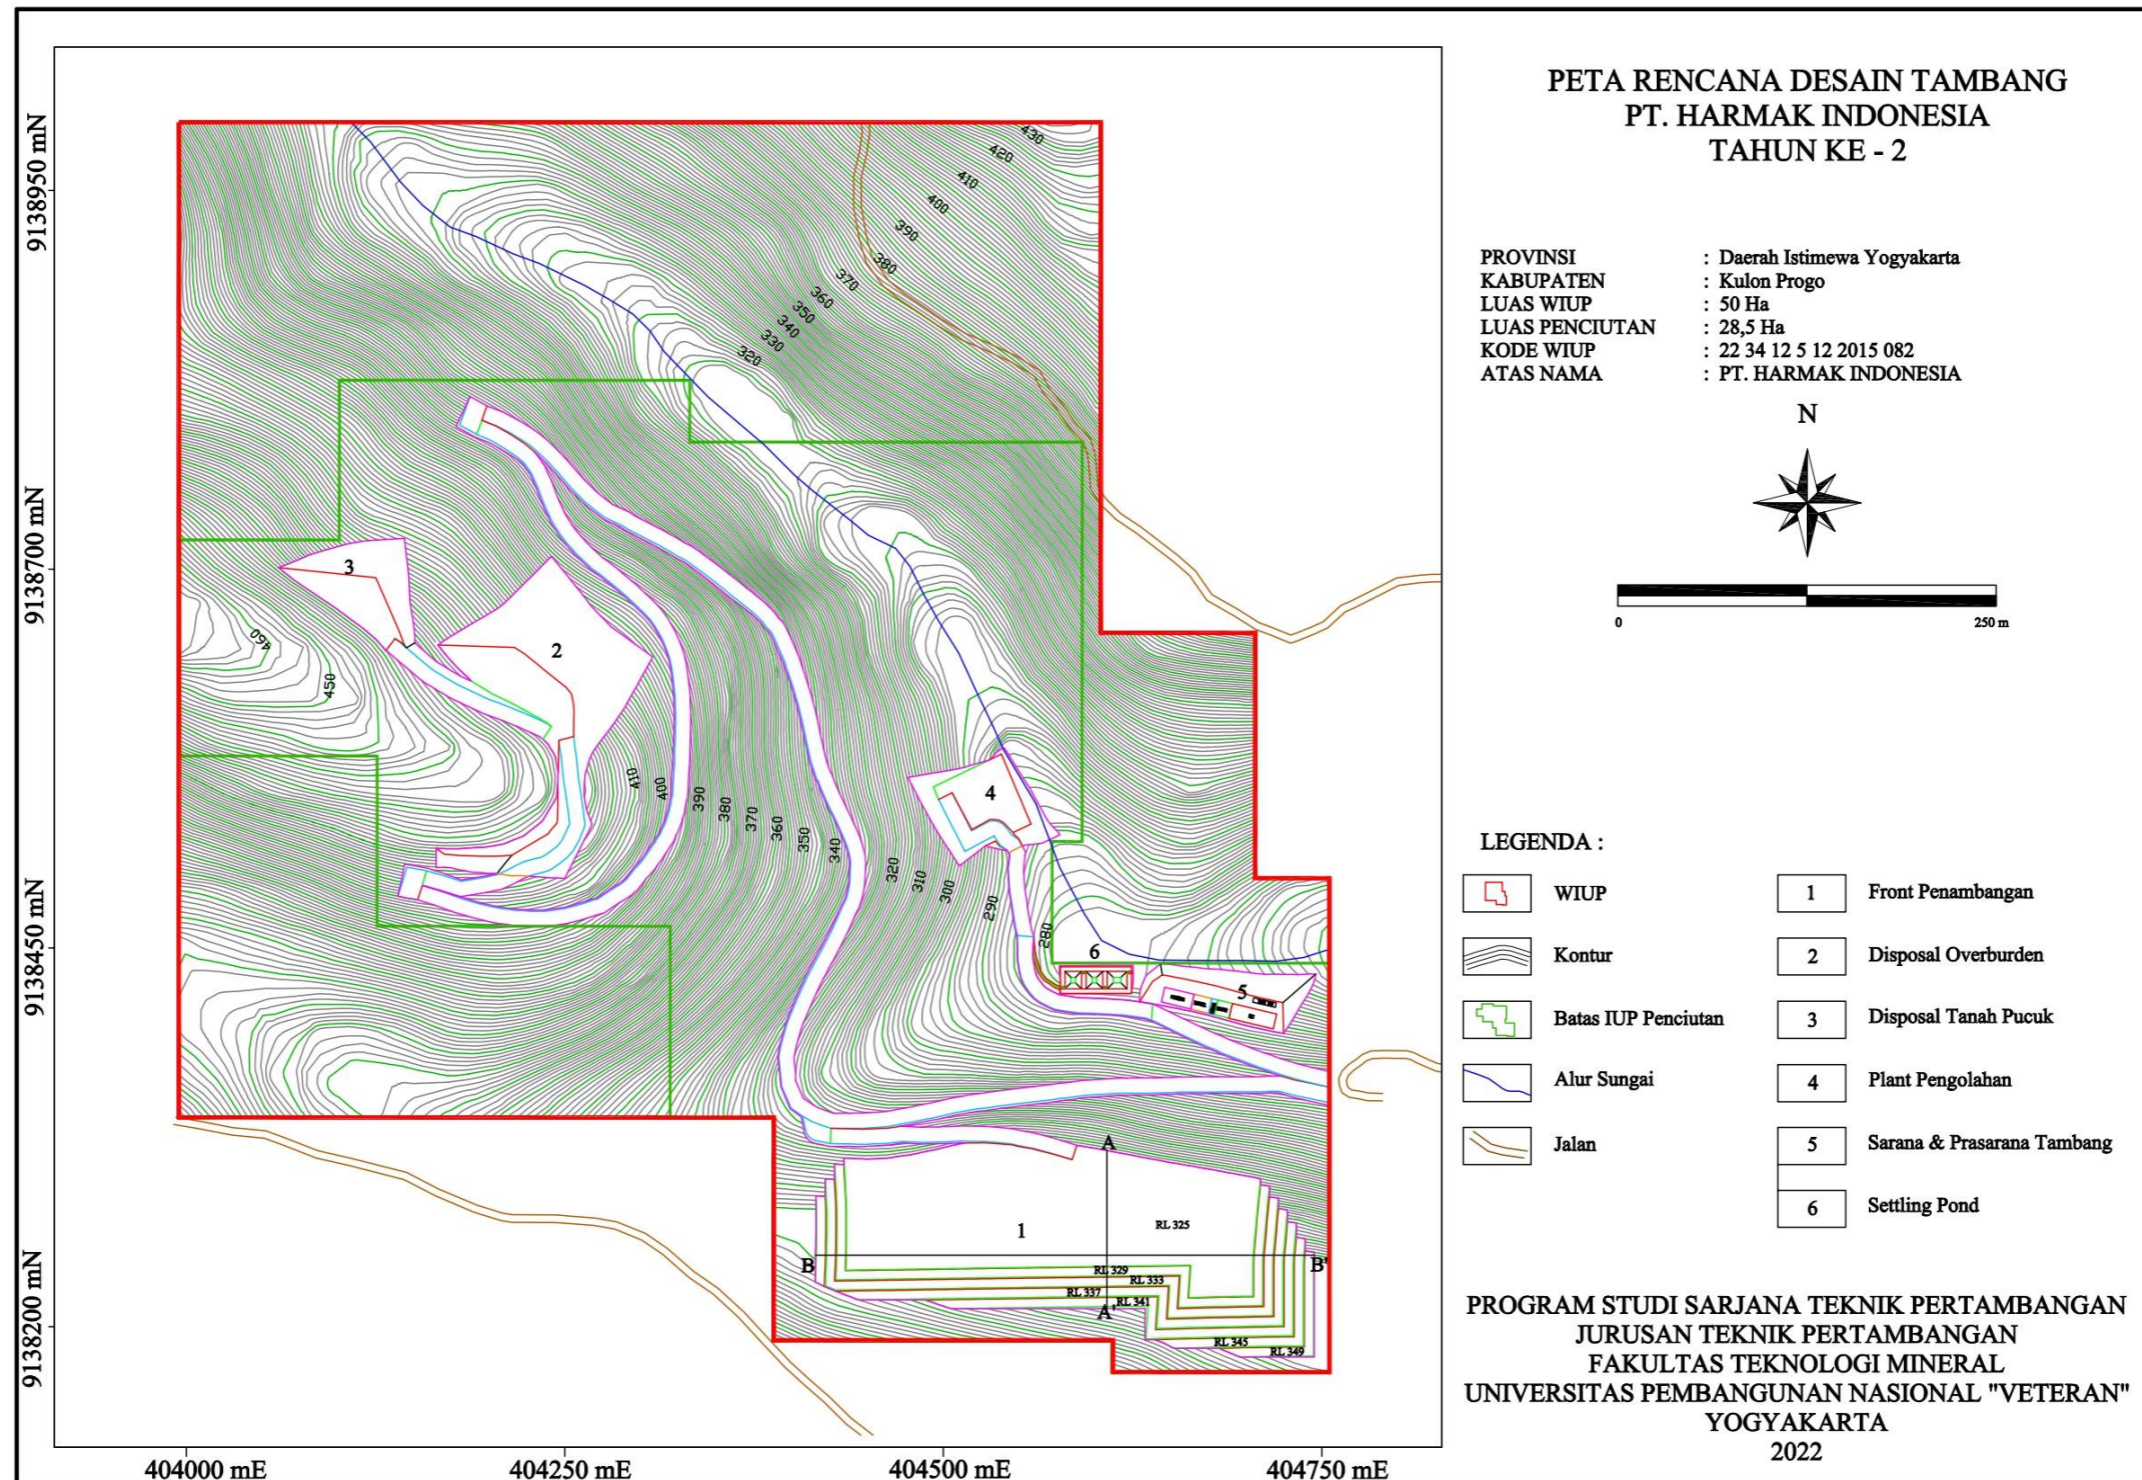 PETA RENCANA DESAIN TAMBANG
PT. HARMAK INDONESIA
TAHUN KE - 2
PROVINSI : Daerah Istimewa Yogyakarta
KABUPATEN : Kulon Progo
LUAS WIUP : 50 Ha
LUAS PENCIUTAN : 28,5 Ha
KODE WIUP : 22 34 12 5 12 2015 082
ATAS NAMA : PT. HARMAK INDONESIA
N
0 250 m
LEGENDA :
WIUP
Kontur
Batas IUP Penciutan
Alur Sungai
Jalan
1 Front Penambangan
2 Disposal Overburden
3 Disposal Tanah Pucuk
4 Plant Pengolahan
5 Sarana & Prasarana Tambang
6 Settling Pond
PROGRAM STUDI SARJANA TEKNIK PERTAMBANGAN
JURUSAN TEKNIK PERTAMBANGAN
FAKULTAS TEKNOLOGI MINERAL
UNIVERSITAS PEMBANGUNAN NASIONAL "VETERAN"
YOGYAKARTA
2022
9138950 mN
9138700 mN
9138450 mN
9138200 mN
404000 mE
404250 mE
404500 mE
404750 mE
430
420
410
400
390
380
370
360
350
340
330
320
3
2
460
450
410
400
390
380
370
360
350
340
320
310
300
290
280
4
6
5
A
1
RL 325
B
B'
RL 329
RL 333
RL 337
RL 341
A'
RL 345
RL 349